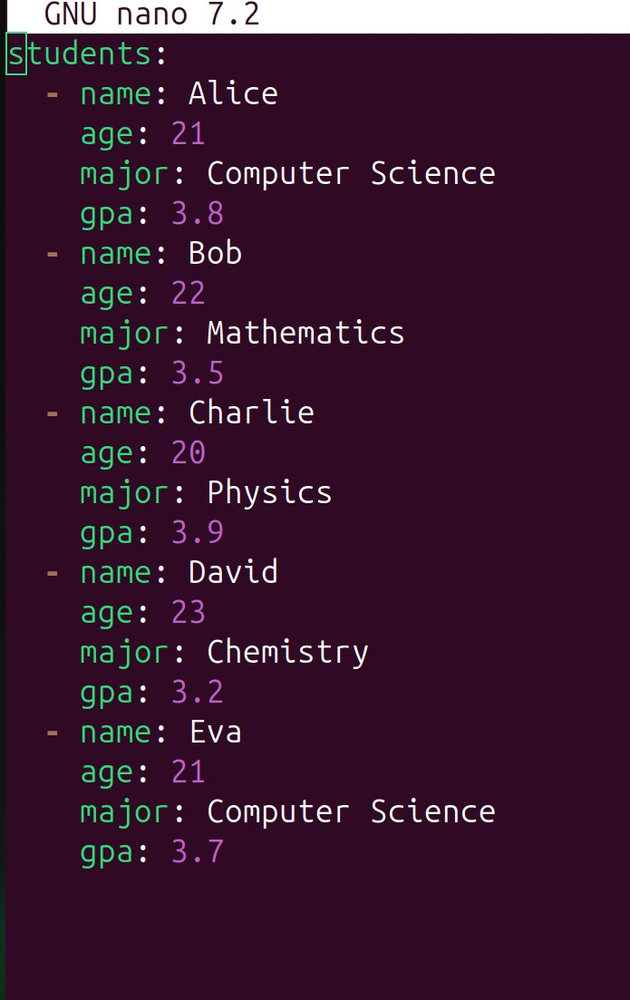 GNU nano 7.2
students:
  - name: Alice
    age: 21
    major: Computer Science
    gpa: 3.8
  - name: Bob
    age: 22
    major: Mathematics
    gpa: 3.5
  - name: Charlie
    age: 20
    major: Physics
    gpa: 3.9
  - name: David
    age: 23
    major: Chemistry
    gpa: 3.2
  - name: Eva
    age: 21
    major: Computer Science
    gpa: 3.7